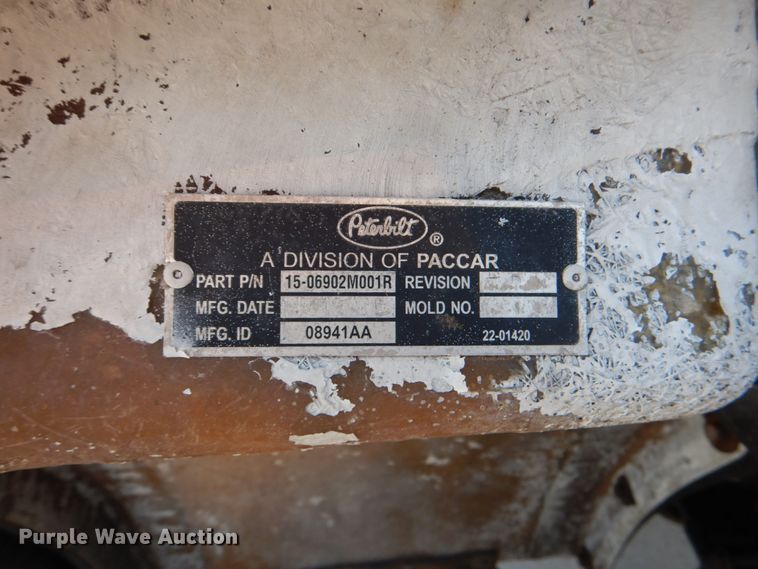 Peterbilt ®
A DIVISION OF PACCAR
PART P/N 15-06902M001R REVISION
MFG. DATE MOLD NO.
MFG. ID 08941AA 22-01420
Purple Wave Auction